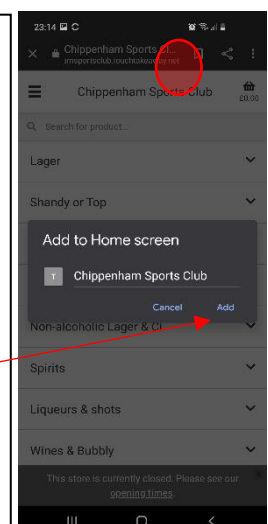 23:14
Chippenham Sports Cl...
Chippenham Sports Club
£0.00
Search for product...
Lager
Shandy or Top
Add to Home screen
T Chippenham Sports Club
Cancel Add
Non-alcoholic Lager & Ci
Spirits
Liqueurs & shots
Wines & Bubbly
This store is currently closed. Please see our
opening times.